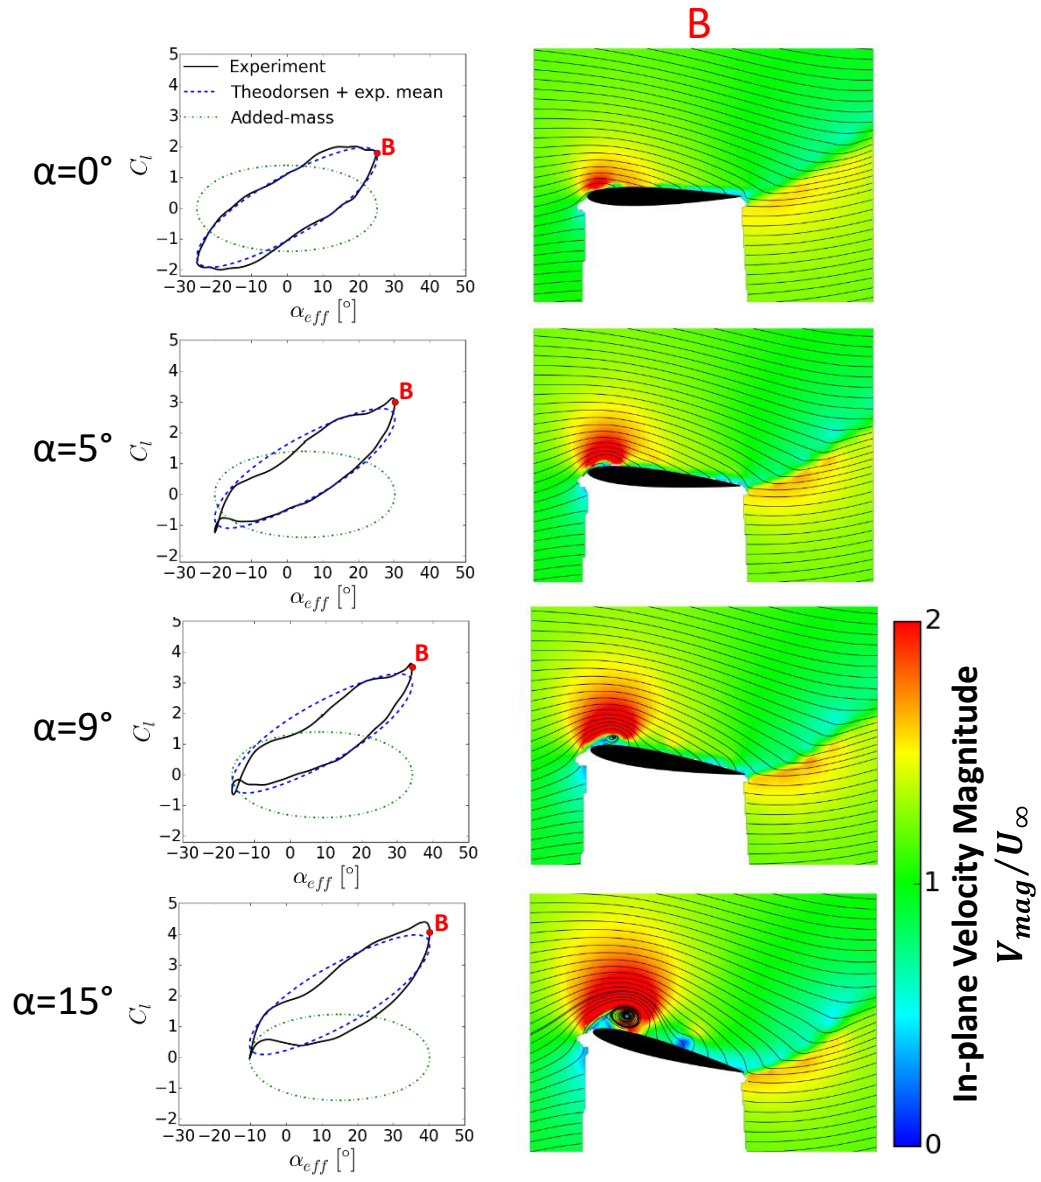 B
5
4
3
2
1
0
−1
−2
Experiment
Theodorsen + exp. mean
Added-mass
B
α=0°
C_l
−30 −20 −10 0 10 20 30 40 50
α_eff [°]
5
4
3
2
1
0
−1
−2
B
α=5°
C_l
−30 −20 −10 0 10 20 30 40 50
α_eff [°]
5
4
3
2
1
0
−1
−2
B
α=9°
C_l
−30 −20 −10 0 10 20 30 40 50
α_eff [°]
5
4
3
2
1
0
−1
−2
B
α=15°
C_l
−30 −20 −10 0 10 20 30 40 50
α_eff [°]
2
1
0
In-plane Velocity Magnitude
V_mag/U_∞